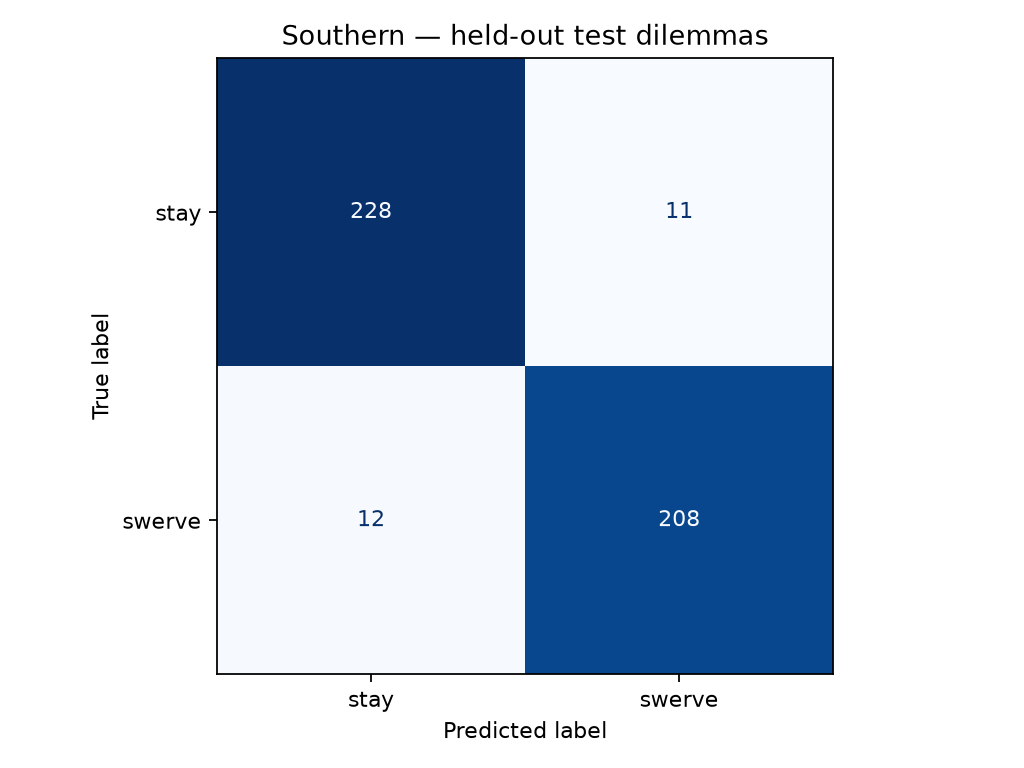 Southern — held-out test dilemmas
228
11
12
208
stay
swerve
True label
stay
swerve
Predicted label